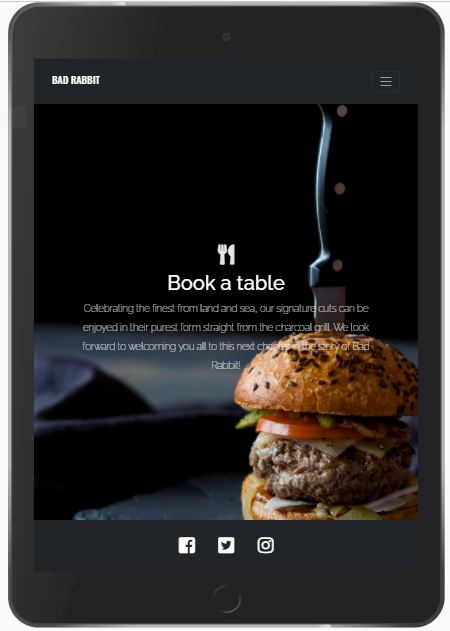 BAD RABBIT
Book a table
Celebrating the finest from land and sea, our signature cuts can be
enjoyed in their purest form straight from the charcoal grill. We look
forward to welcoming you all to this next chapter in the story of Bad
Rabbit!